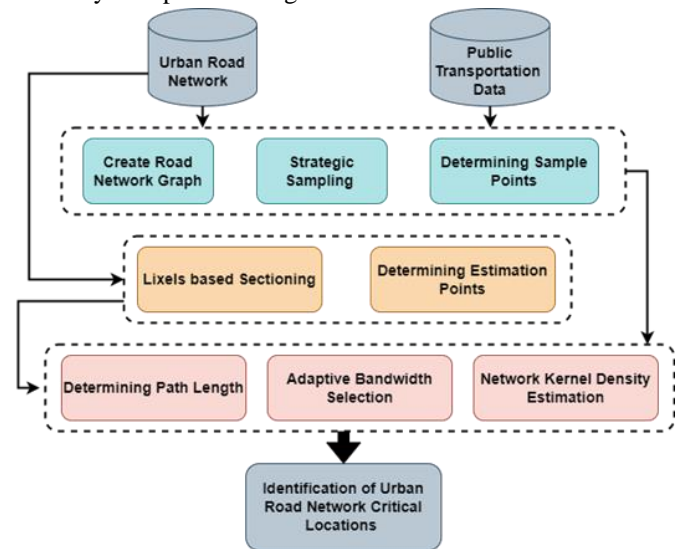 Urban Road
Network
Public
Transportation
Data
Create Road
Network Graph
Strategic
Sampling
Determining Sample
Points
Lixels based Sectioning
Determining Estimation
Points
Determining Path Length
Adaptive Bandwidth
Selection
Network Kernel Density
Estimation
Identification of Urban
Road Network Critical
Locations